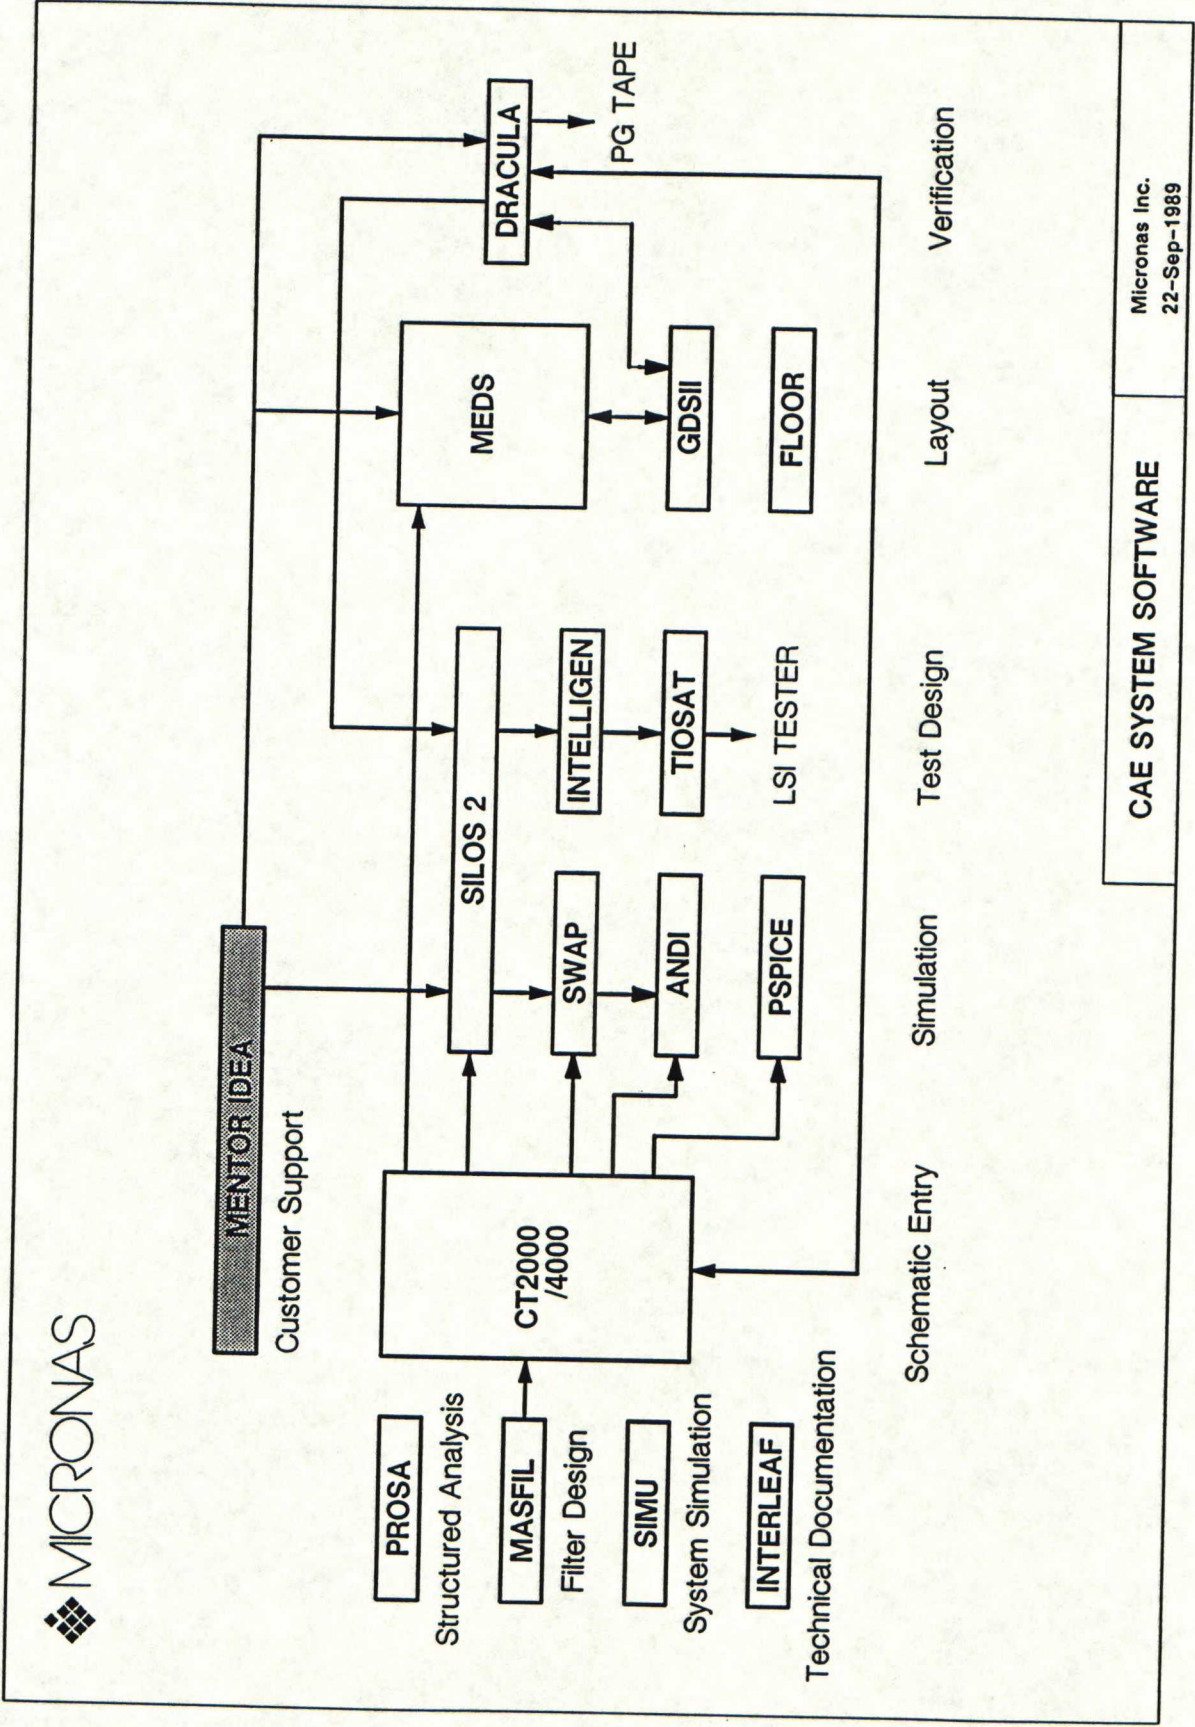 MICRONAS
MENTOR IDEA
Customer Support
PROSA
Structured Analysis
MASFIL
Filter Design
SIMU
System Simulation
INTERLEAF
Technical Documentation
CT2000
/4000
SILOS 2
SWAP
ANDI
PSPICE
INTELLIGEN
TIOSAT
LSI TESTER
MEDS
GDSII
FLOOR
DRACULA
PG TAPE
Schematic Entry
Simulation
Test Design
Layout
Verification
CAE SYSTEM SOFTWARE
Micronas Inc.
22-Sep-1989